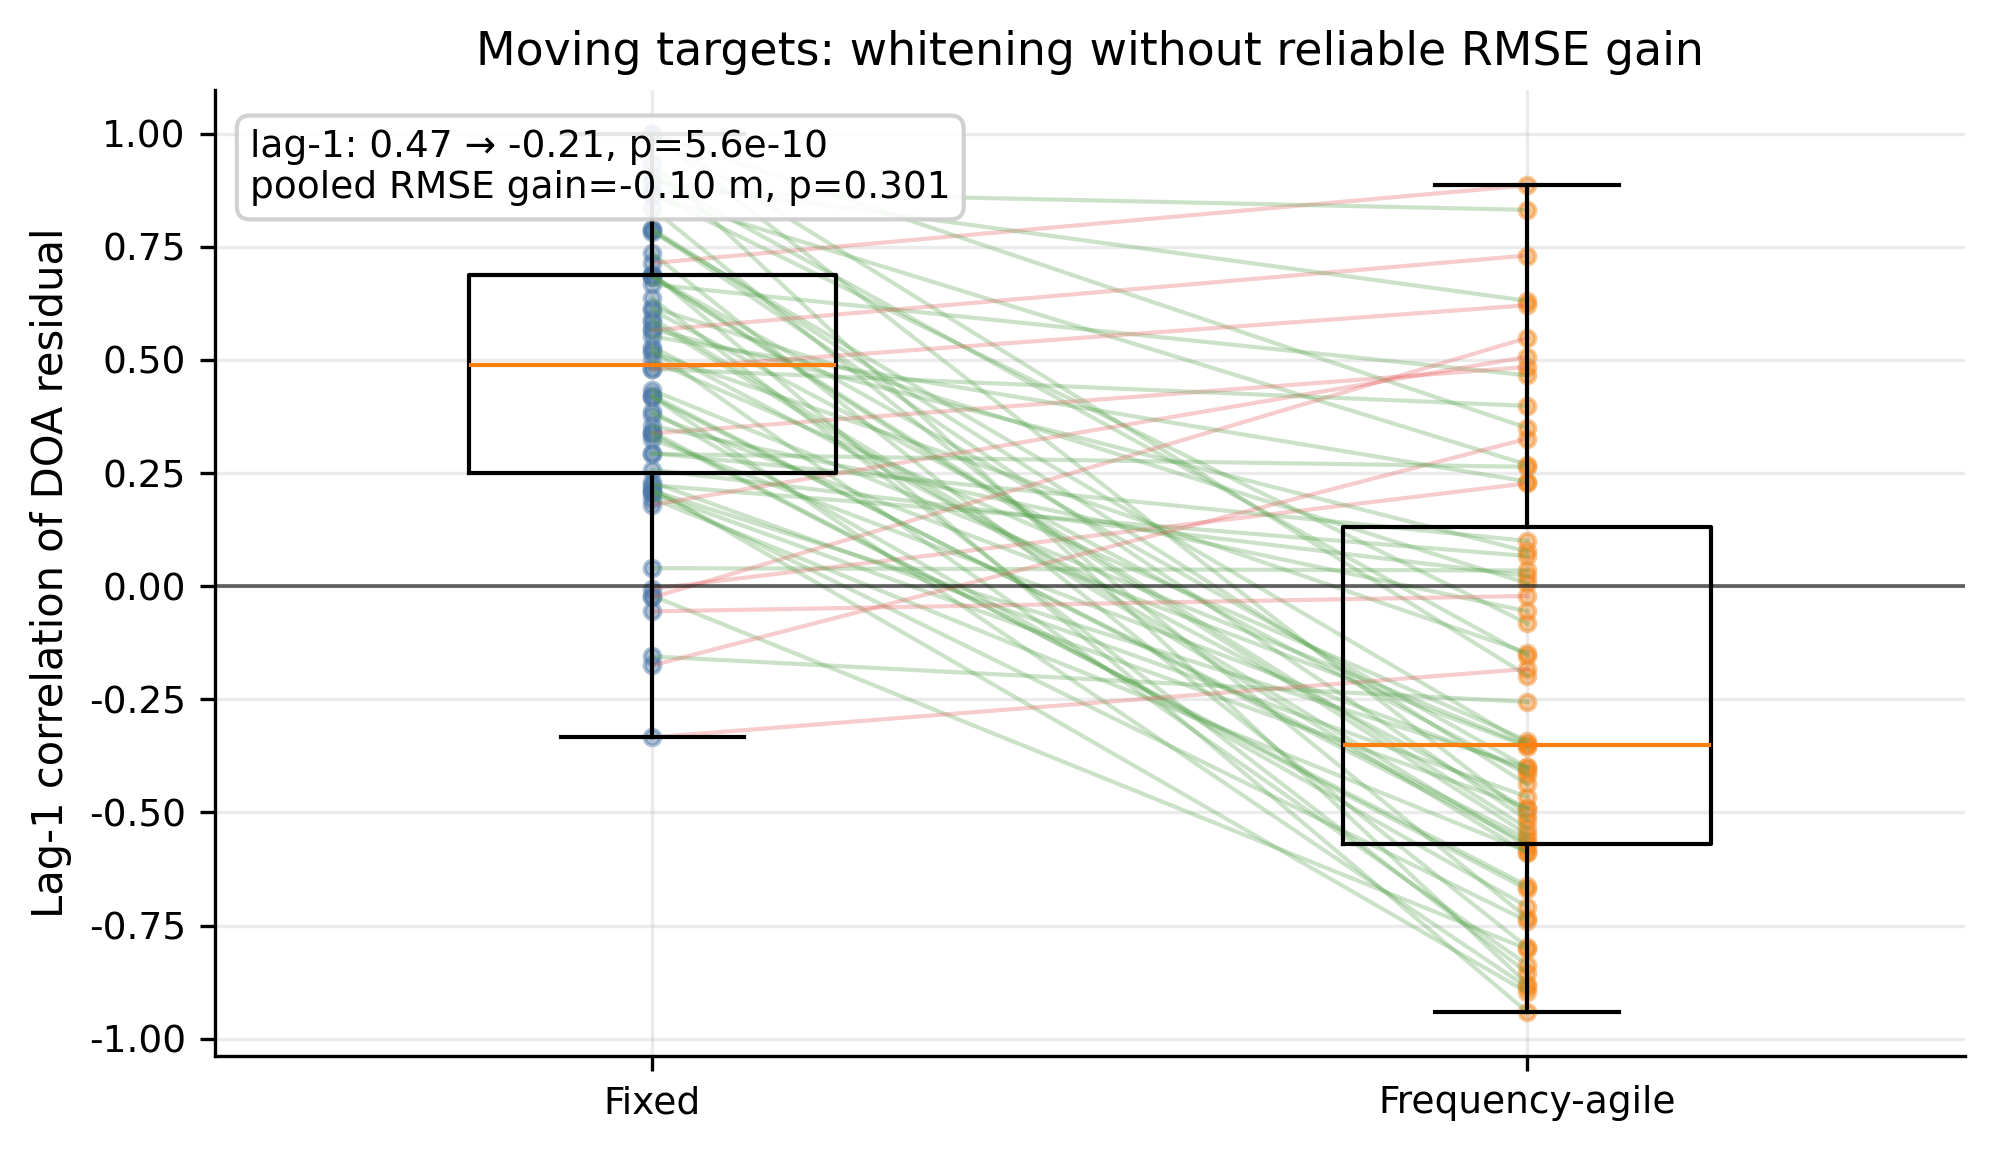 Moving targets: whitening without reliable RMSE gain
lag-1: 0.47 → -0.21, p=5.6e-10
pooled RMSE gain=-0.10 m, p=0.301
Lag-1 correlation of DOA residual
1.00
0.75
0.50
0.25
0.00
-0.25
-0.50
-0.75
-1.00
Fixed
Frequency-agile